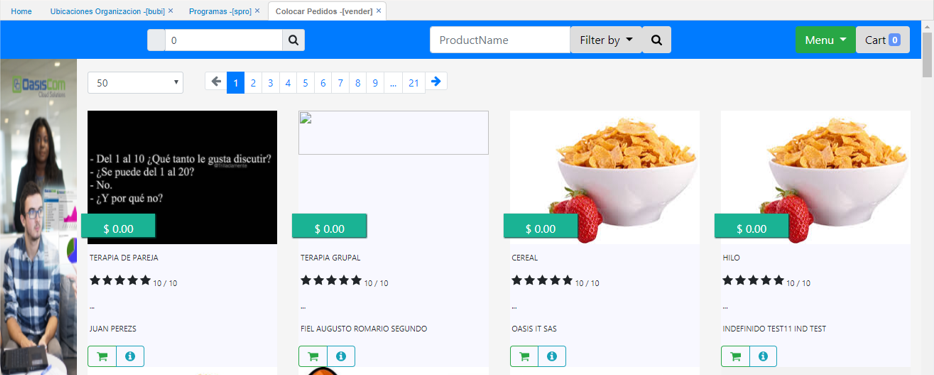 Home
Ubicaciones Organizacion -[bubi] ×
Programas -[spro] ×
Colocar Pedidos -[vender] ×
0
ProductName
Filter by
Menu
Cart 0
OasisCom
50
1 2 3 4 5 6 7 8 9 ... 21
- Del 1 al 10 ¿Qué tanto le gusta discutir?
- ¿Se puede del 1 al 20?
- No.
- ¿Y por qué no?
$ 0.00
$ 0.00
$ 0.00
$ 0.00
TERAPIA DE PAREJA
TERAPIA GRUPAL
CEREAL
HILO
10 / 10
10 / 10
10 / 10
10 / 10
...
...
...
...
JUAN PEREZS
FIEL AUGUSTO ROMARIO SEGUNDO
OASIS IT SAS
INDEFINIDO TEST11 IND TEST